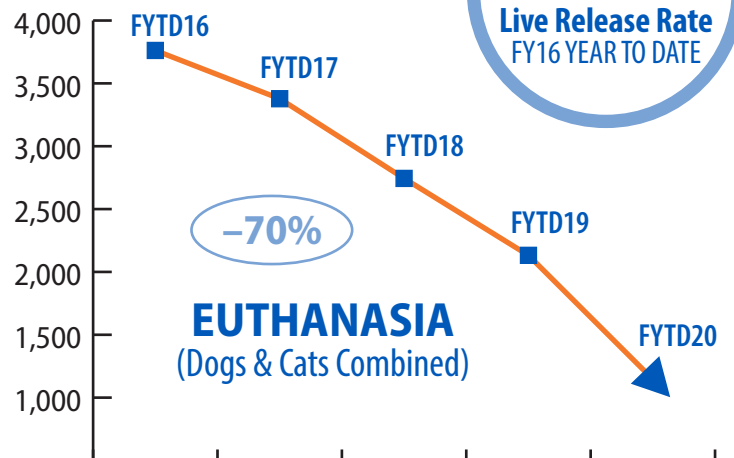 Live Release Rate
FY16 YEAR TO DATE
4,000
FYTD16
FYTD17
3,500
3,000
FYTD18
2,500
FYTD19
–70%
2,000
EUTHANASIA
(Dogs & Cats Combined)
1,500
FYTD20
1,000